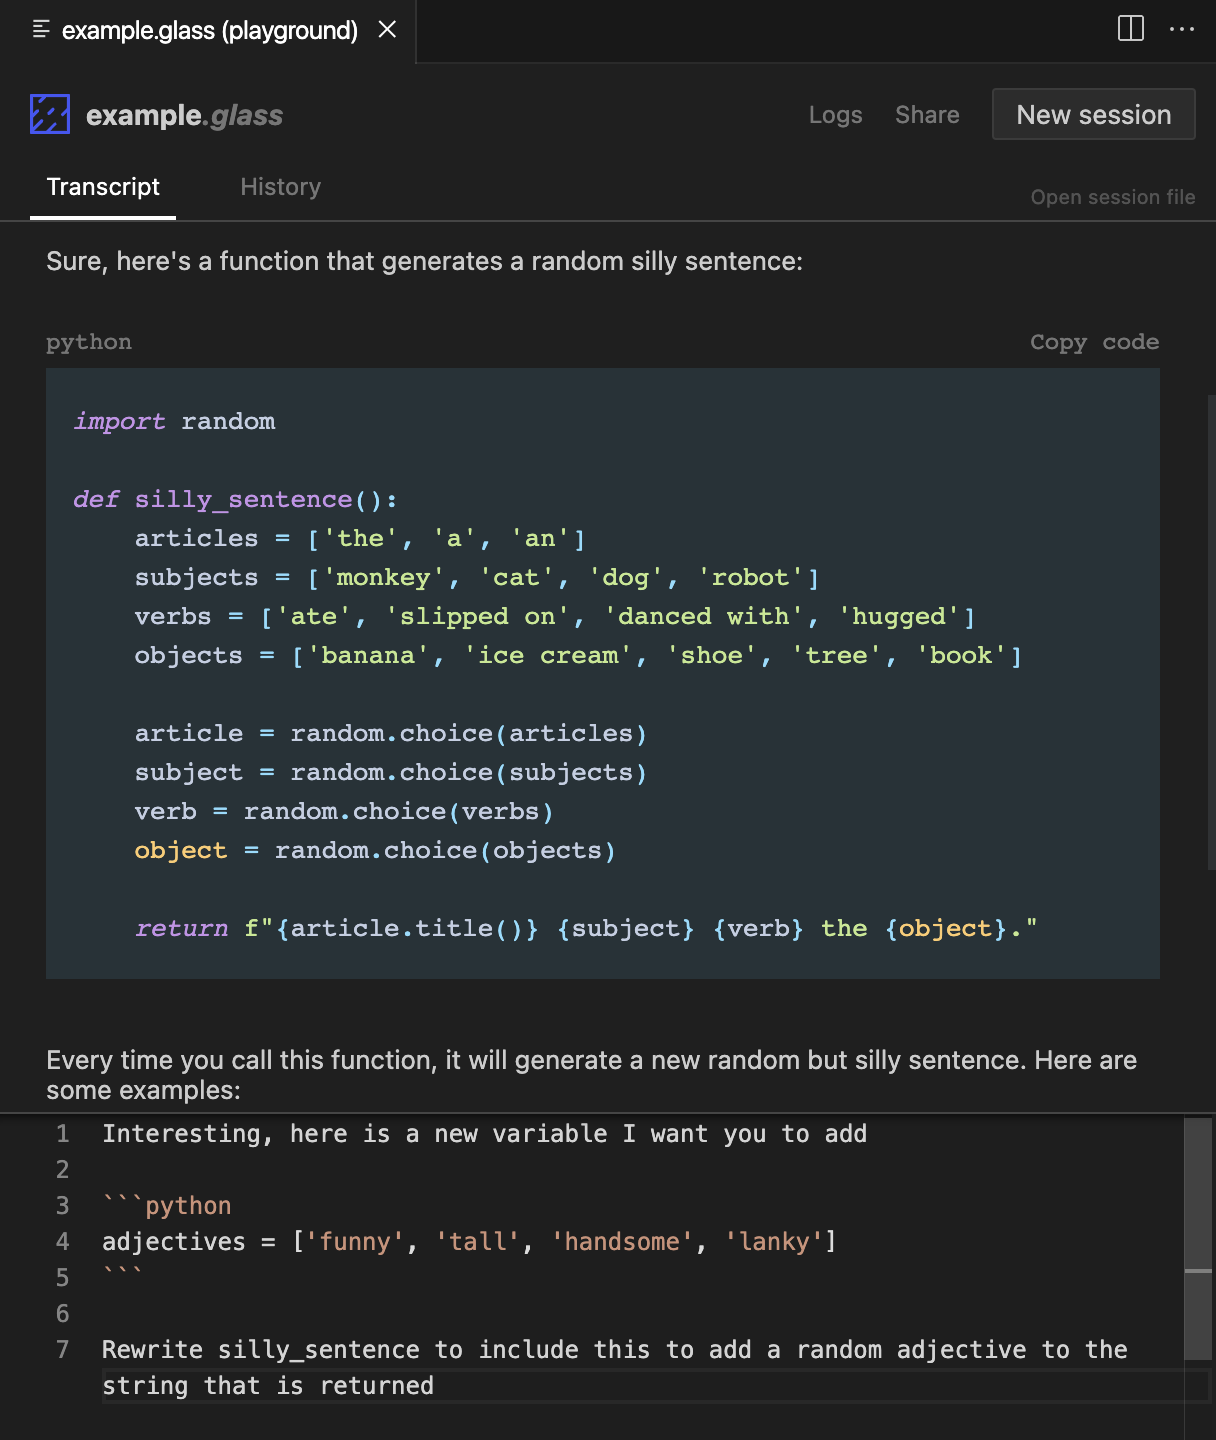 example.glass (playground)
example.glass
Logs Share New session
Transcript History Open session file
Sure, here's a function that generates a random silly sentence:
python Copy code
import random
def silly_sentence():
    articles = ['the', 'a', 'an']
    subjects = ['monkey', 'cat', 'dog', 'robot']
    verbs = ['ate', 'slipped on', 'danced with', 'hugged']
    objects = ['banana', 'ice cream', 'shoe', 'tree', 'book']
    article = random.choice(articles)
    subject = random.choice(subjects)
    verb = random.choice(verbs)
    object = random.choice(objects)
    return f"{article.title()} {subject} {verb} the {object}."
Every time you call this function, it will generate a new random but silly sentence. Here are
some examples:
1 Interesting, here is a new variable I want you to add
2
3 ```python
4 adjectives = ['funny', 'tall', 'handsome', 'lanky']
5 ```
6
7 Rewrite silly_sentence to include this to add a random adjective to the
string that is returned